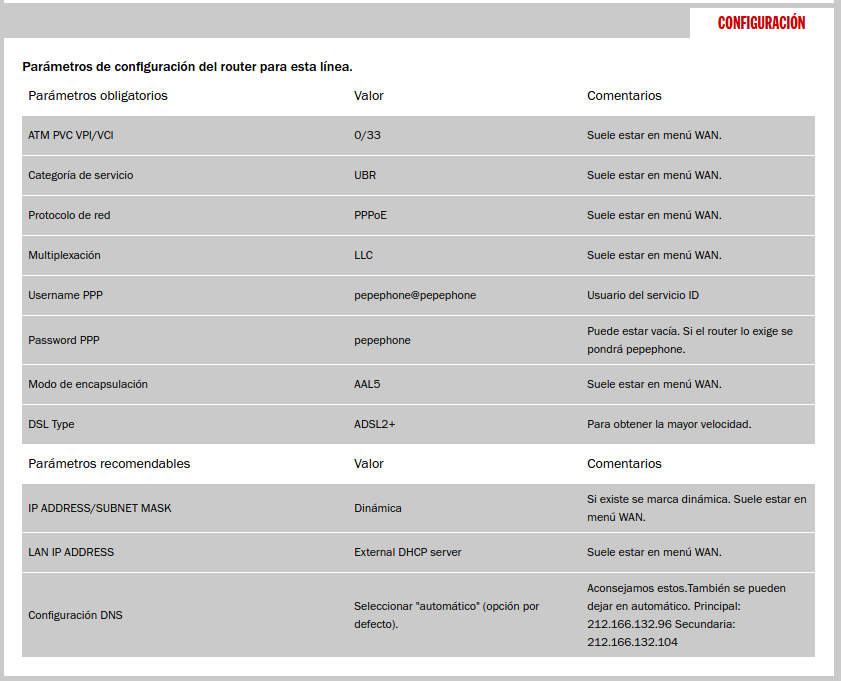 CONFIGURACIÓN
Parámetros de configuración del router para esta línea.
Parámetros obligatorios Valor Comentarios
ATM PVC VPI/VCI 0/33 Suele estar en menú WAN.
Categoría de servicio UBR Suele estar en menú WAN.
Protocolo de red PPPoE Suele estar en menú WAN.
Multiplexación LLC Suele estar en menú WAN.
Username PPP pepephone@pepephone Usuario del servicio ID
Password PPP pepephone Puede estar vacía. Si el router lo exige se
pondrá pepephone.
Modo de encapsulación AAL5 Suele estar en menú WAN.
DSL Type ADSL2+ Para obtener la mayor velocidad.
Parámetros recomendables Valor Comentarios
IP ADDRESS/SUBNET MASK Dinámica Si existe se marca dinámica. Suele estar en
menú WAN.
LAN IP ADDRESS External DHCP server Suele estar en menú WAN.
Configuración DNS Seleccionar "automático" (opción por
defecto).
Aconsejamos estos.También se pueden
dejar en automático. Principal:
212.166.132.96 Secundaria:
212.166.132.104